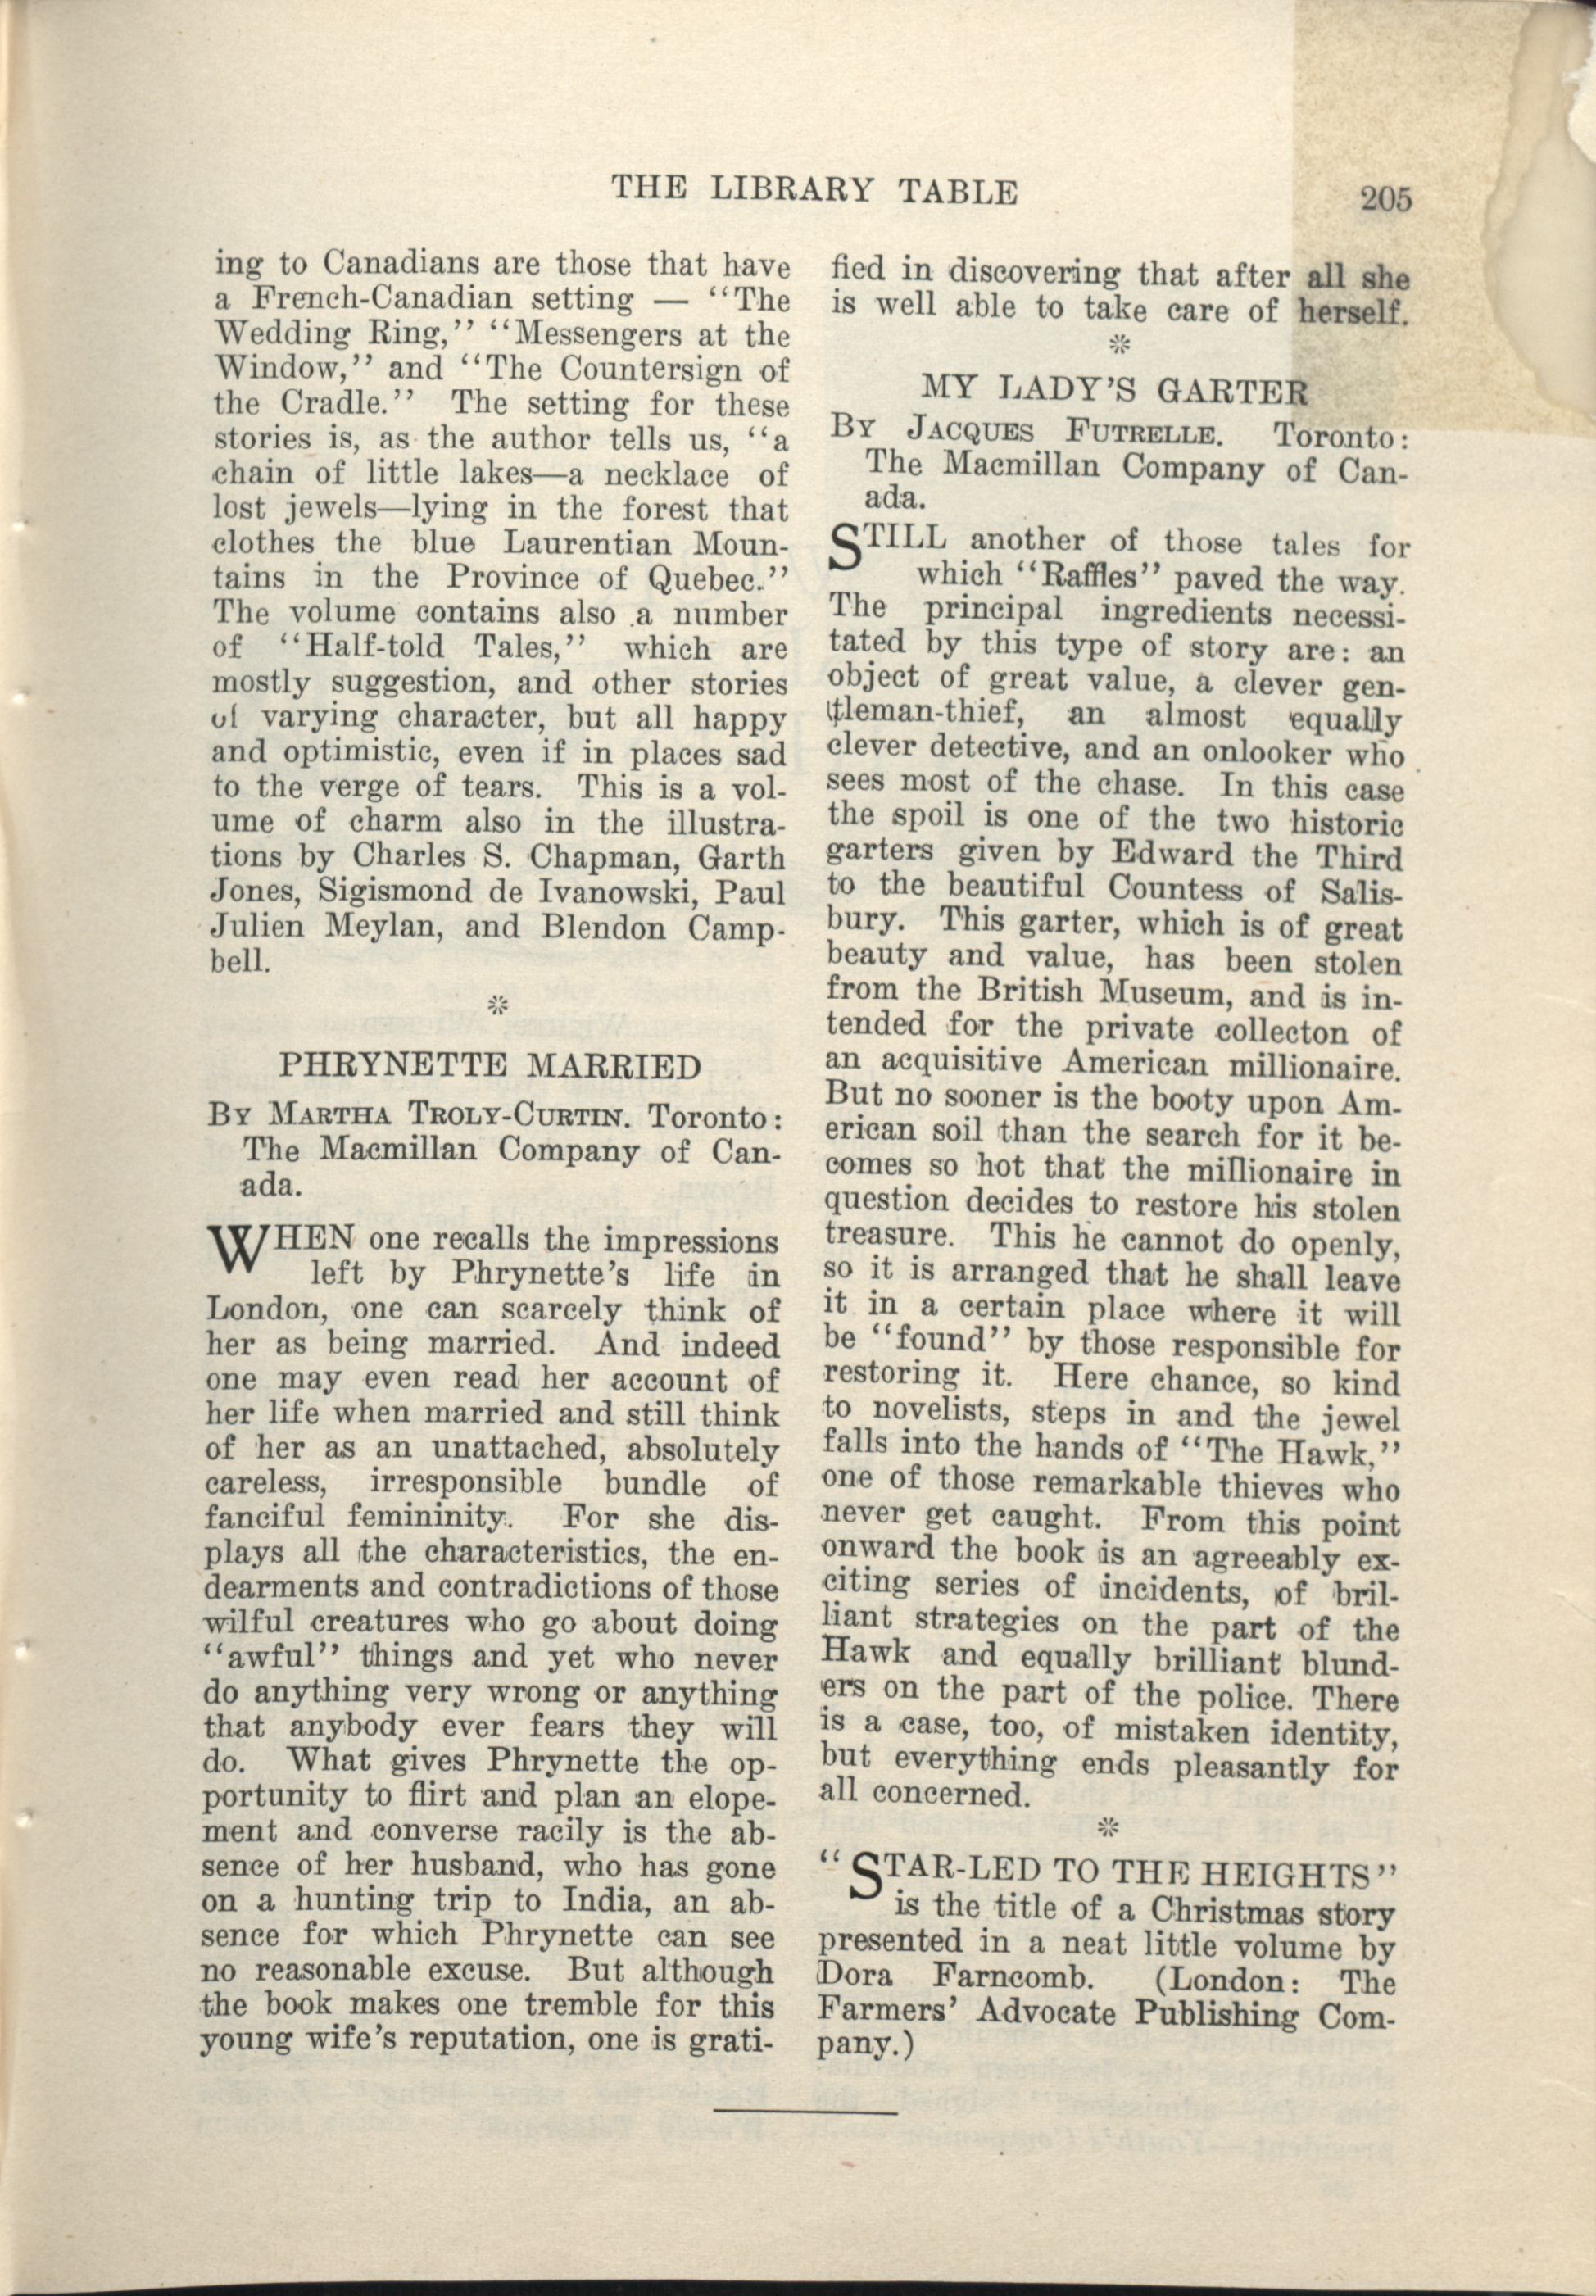 THE LIBRARY TABLE
205
ing to Canadians are those that have
a French-Canadian setting — "The
Wedding Ring," "Messengers at the
Window," and "The Countersign of
the Cradle." The setting for these
stories is, as the author tells us, "a
chain of little lakes—a necklace of
lost jewels—lying in the forest that
clothes the blue Laurentian Moun-
tains in the Province of Quebec."
The volume contains also a number
of "Half-told Tales," which are
mostly suggestion, and other stories
of varying character, but all happy
and optimistic, even if in places sad
to the verge of tears. This is a vol-
ume of charm also in the illustra-
tions by Charles S. Chapman, Garth
Jones, Sigismond de Ivanowski, Paul
Julien Meylan, and Blendon Camp-
bell.
PHRYNETTE MARRIED
By Martha Troly-Curtin. Toronto:
The Macmillan Company of Can-
ada.
WHEN one recalls the impressions
left by Phrynette's life in
London, one can scarcely think of
her as being married. And indeed
one may even read her account of
her life when married and still think
of her as an unattached, absolutely
careless, irresponsible bundle of
fanciful femininity. For she dis-
plays all the characteristics, the en-
dearments and contradictions of those
wilful creatures who go about doing
"awful" things and yet who never
do anything very wrong or anything
that anybody ever fears they will
do. What gives Phrynette the op-
portunity to flirt and plan an elope-
ment and converse racily is the ab-
sence of her husband, who has gone
on a hunting trip to India, an ab-
sence for which Phrynette can see
no reasonable excuse. But although
the book makes one tremble for this
young wife's reputation, one is grati-
fied in discovering that after all she
is well able to take care of herself.
MY LADY'S GARTER
By Jacques Futrelle. Toronto:
The Macmillan Company of Can-
ada.
STILL another of those tales for
which "Raffles" paved the way.
The principal ingredients necessi-
tated by this type of story are: an
object of great value, a clever gen-
tleman-thief, an almost equally
clever detective, and an onlooker who
sees most of the chase. In this case
the spoil is one of the two historic
garters given by Edward the Third
to the beautiful Countess of Salis-
bury. This garter, which is of great
beauty and value, has been stolen
from the British Museum, and is in-
tended for the private collecton of
an acquisitive American millionaire.
But no sooner is the booty upon Am-
erican soil than the search for it be-
comes so hot that the millionaire in
question decides to restore his stolen
treasure. This he cannot do openly,
so it is arranged that he shall leave
it in a certain place where it will
be "found" by those responsible for
restoring it. Here chance, so kind
to novelists, steps in and the jewel
falls into the hands of "The Hawk,"
one of those remarkable thieves who
never get caught. From this point
onward the book is an agreeably ex-
citing series of incidents, of bril-
liant strategies on the part of the
Hawk and equally brilliant blund-
ers on the part of the police. There
is a case, too, of mistaken identity,
but everything ends pleasantly for
all concerned.
"STAR-LED TO THE HEIGHTS"
is the title of a Christmas story
presented in a neat little volume by
Dora Farncomb. (London: The
Farmers' Advocate Publishing Com-
pany.)